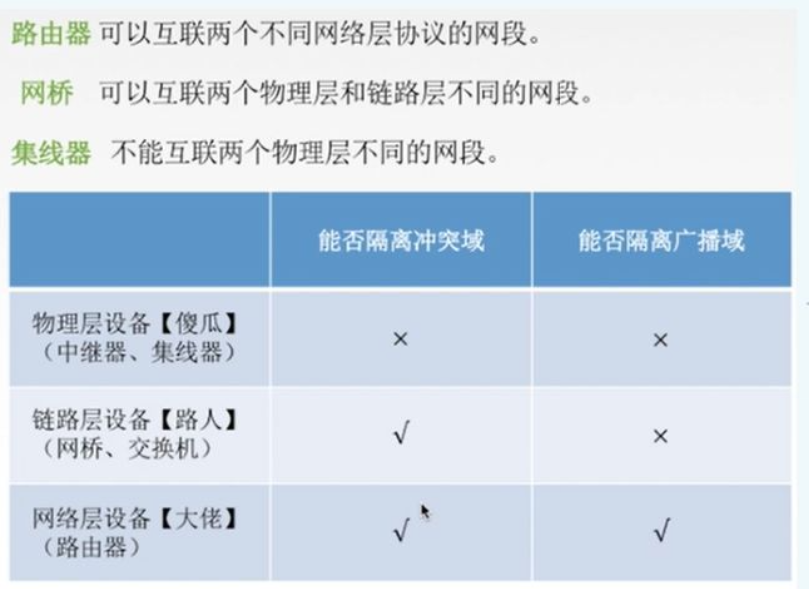 路由器 可以互联两个不同网络层协议的网段。
网桥 可以互联两个物理层和链路层不同的网段。
集线器 不能互联两个物理层不同的网段。
能否隔离冲突域 能否隔离广播域
物理层设备【傻瓜】
（中继器、集线器） × ×
链路层设备【路人】
（网桥、交换机） √ ×
网络层设备【大佬】
（路由器） √ √